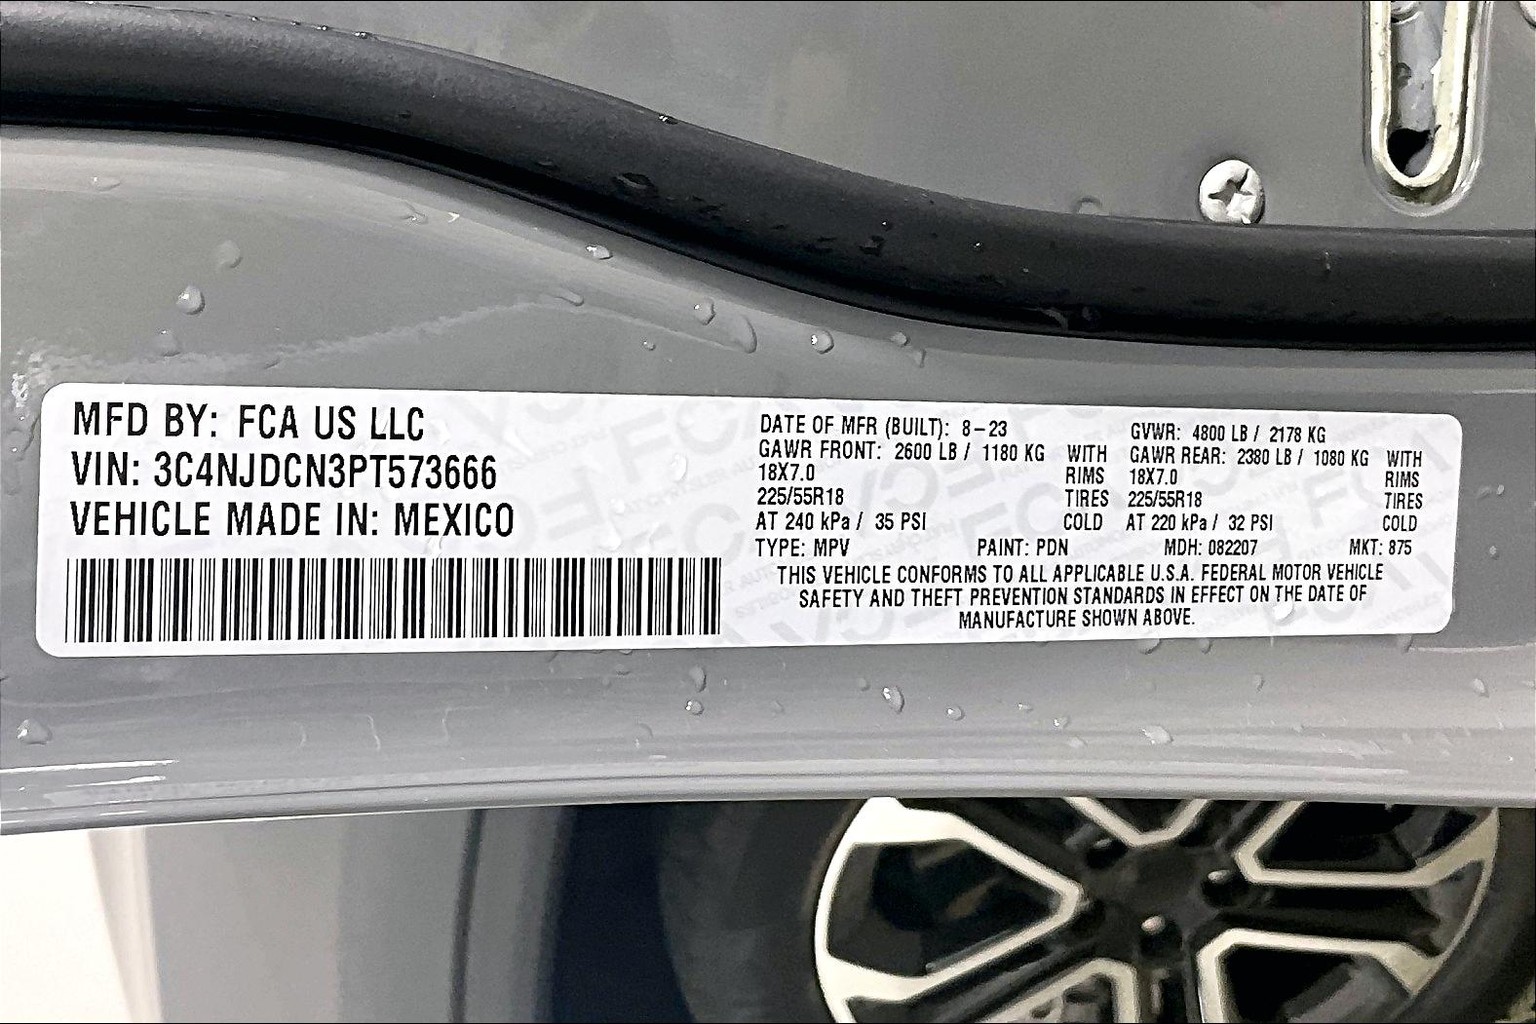 MFD BY: FCA US LLC
VIN: 3C4NJDCN3PT573666
VEHICLE MADE IN: MEXICO
DATE OF MFR (BUILT): 8-23 GVWR: 4800 LB / 2178 KG
GAWR FRONT: 2600 LB / 1180 KG WITH GAWR REAR: 2380 LB / 1080 KG WITH
18X7.0 RIMS 18X7.0 RIMS
225/55R18 TIRES 225/55R18 TIRES
AT 240 kPa / 35 PSI COLD AT 220 kPa / 32 PSI COLD
TYPE: MPV PAINT: PDN MDH: 082207 MKT: 875
THIS VEHICLE CONFORMS TO ALL APPLICABLE U.S.A. FEDERAL MOTOR VEHICLE
SAFETY AND THEFT PREVENTION STANDARDS IN EFFECT ON THE DATE OF
MANUFACTURE SHOWN ABOVE.